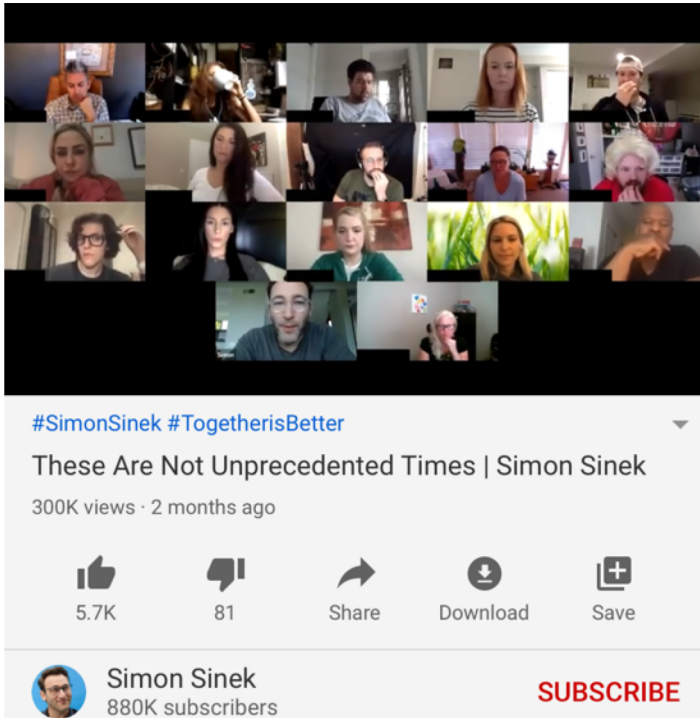 Simon
#SimonSinek #TogetherisBetter
These Are Not Unprecedented Times | Simon Sinek
300K views · 2 months ago
5.7K 81 Share Download Save
Simon Sinek SUBSCRIBE
880K subscribers